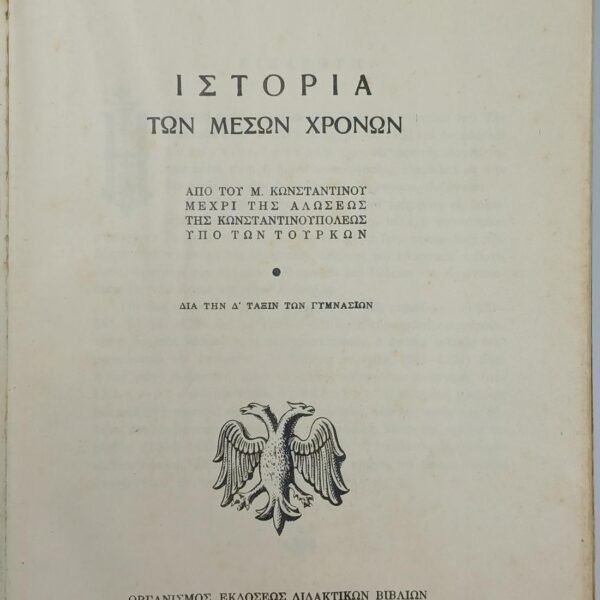 ΙΣΤΟΡΙΑ
ΤΩΝ ΜΕΣΩΝ ΧΡΟΝΩΝ
ΑΠΟ ΤΟΥ Μ. ΚΩΝΣΤΑΝΤΙΝΟΥ
ΜΕΧΡΙ ΤΗΣ ΑΛΩΣΕΩΣ
ΤΗΣ ΚΩΝΣΤΑΝΤΙΝΟΥΠΟΛΕΩΣ
ΥΠΟ ΤΩΝ ΤΟΥΡΚΩΝ
ΔΙΑ ΤΗΝ Δ' ΤΑΞΙΝ ΤΩΝ ΓΥΜΝΑΣΙΩΝ
ΟΡΓΑΝΙΣΜΟΣ ΕΚΔΟΣΕΩΣ ΔΙΔΑΚΤΙΚΩΝ ΒΙΒΛΙΩΝ